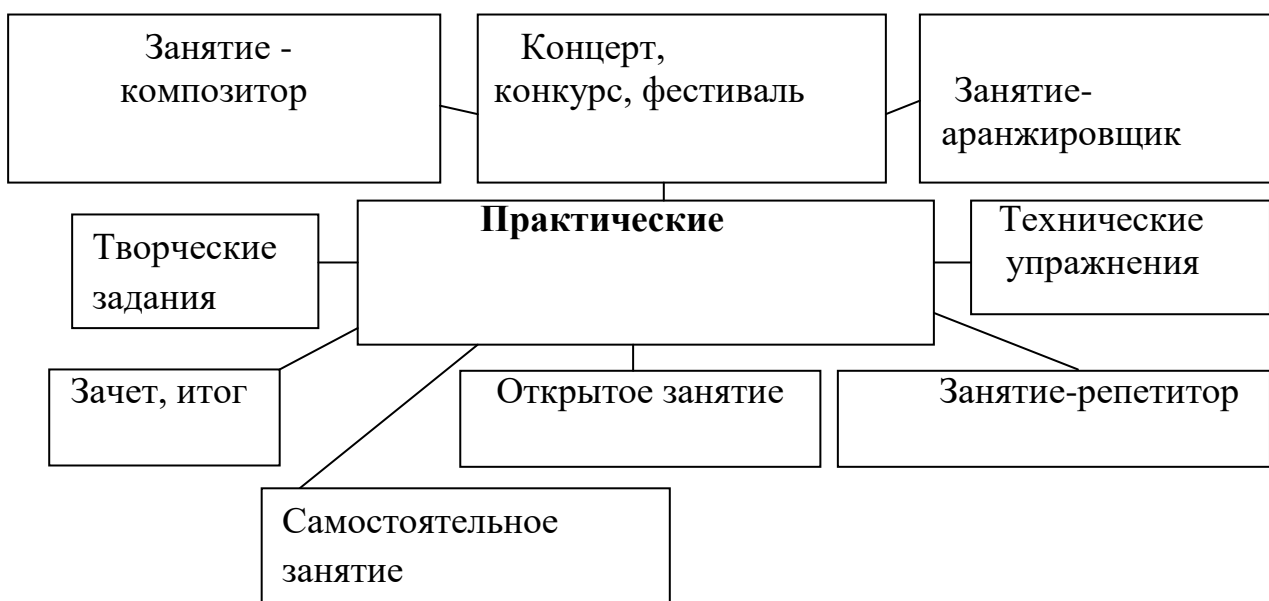 Занятие -
композитор
Концерт,
конкурс, фестиваль
Занятие-
аранжировщик
Практические
Творческие
задания
Технические
упражнения
Зачет, итог
Открытое занятие
Занятие-репетитор
Самостоятельное
занятие